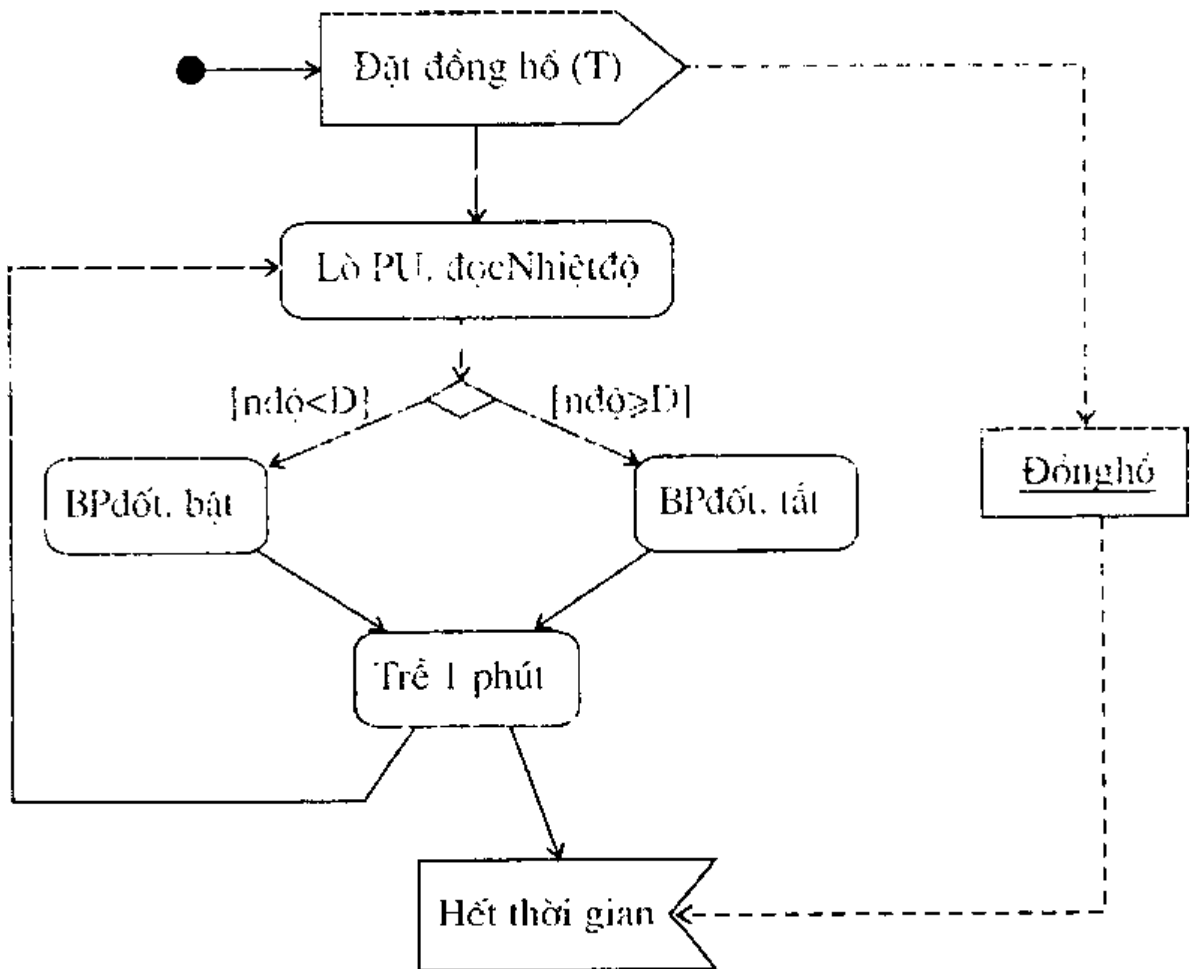 Đặt đồng hồ (T)
Lò PU. đọcNhiệtđộ
[nđộ<D]
[nđộ≥D]
BPđốt. bật
BPđốt. tắt
Đồnghồ
Trễ 1 phút
Hết thời gian